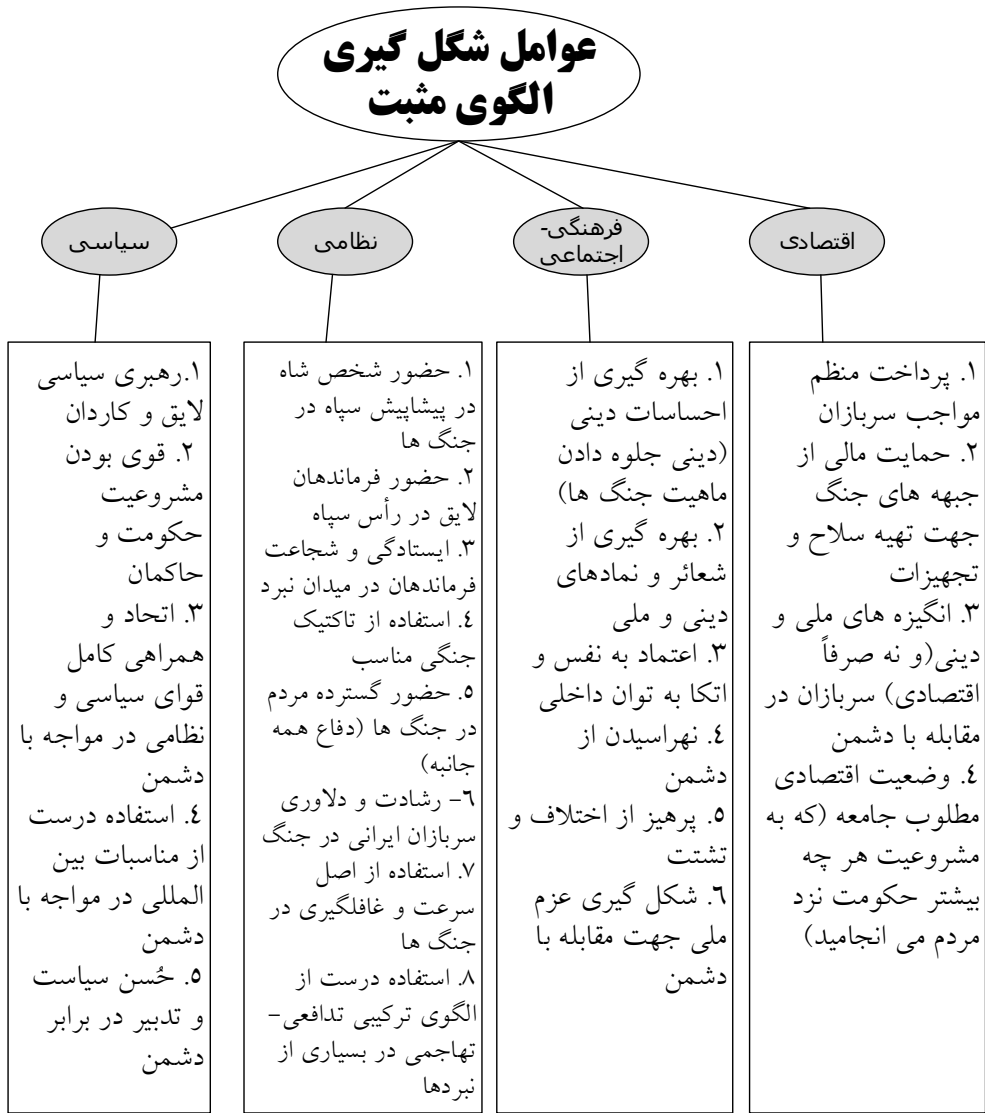 عوامل شگل گیری
الگوی مثبت
اقتصادی
فرهنگی-
اجتماعی
نظامی
سیاسی
۱. پرداخت منظم
مواجب سربازان
۲. حمایت مالی از
جبهه های جنگ
جهت تهیه سلاح و
تجهیزات
۳. انگیزه های ملی و
دینی(و نه صرفاً
اقتصادی) سربازان در
مقابله با دشمن
٤. وضعیت اقتصادی
مطلوب جامعه (که به
مشروعیت هر چه
بیشتر حکومت نزد
مردم می انجامید)
۱. بهره گیری از
احساسات دینی
(دینی جلوه دادن
ماهیت جنگ ها)
۲. بهره گیری از
شعائر و نمادهای
دینی و ملی
۳. اعتماد به نفس و
اتکا به توان داخلی
٤. نهراسیدن از
دشمن
٥. پرهیز از اختلاف و
تشتت
٦. شکل گیری عزم
ملی جهت مقابله با
دشمن
۱. حضور شخص شاه
در پیشاپیش سپاه در
جنگ ها
۲. حضور فرماندهان
لایق در رأس سپاه
۳. ایستادگی و شجاعت
فرماندهان در میدان نبرد
٤. استفاده از تاکتیک
جنگی مناسب
٥. حضور گسترده مردم
در جنگ ها (دفاع همه
جانبه)
٦- رشادت و دلاوری
سربازان ایرانی در جنگ
۷. استفاده از اصل
سرعت و غافلگیری در
جنگ ها
۸. استفاده درست از
الگوی ترکیبی تدافعی-
تهاجمی در بسیاری از
نبردها
۱.رهبری سیاسی
لایق و کاردان
۲. قوی بودن
مشروعیت
حکومت و
حاکمان
۳. اتحاد و
همراهی کامل
قوای سیاسی و
نظامی در مواجه با
دشمن
٤. استفاده درست
از مناسبات بین
المللی در مواجه با
دشمن
٥. حُسن سیاست
و تدبیر در برابر
دشمن